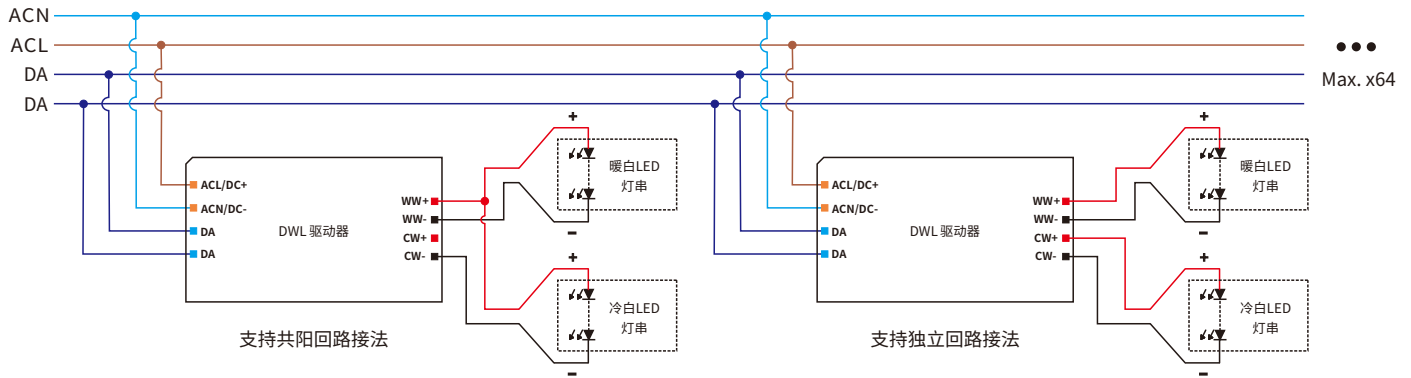 ACN
ACL
DA
DA
●●●
Max. x64
ACL/DC+
ACN/DC-
DA
DA
DWL 驱动器
WW+
WW-
CW+
CW-
+
暖白LED
灯串
-
+
冷白LED
灯串
-
支持共阳回路接法
ACL/DC+
ACN/DC-
DA
DA
DWL 驱动器
WW+
WW-
CW+
CW-
+
暖白LED
灯串
-
+
冷白LED
灯串
-
支持独立回路接法